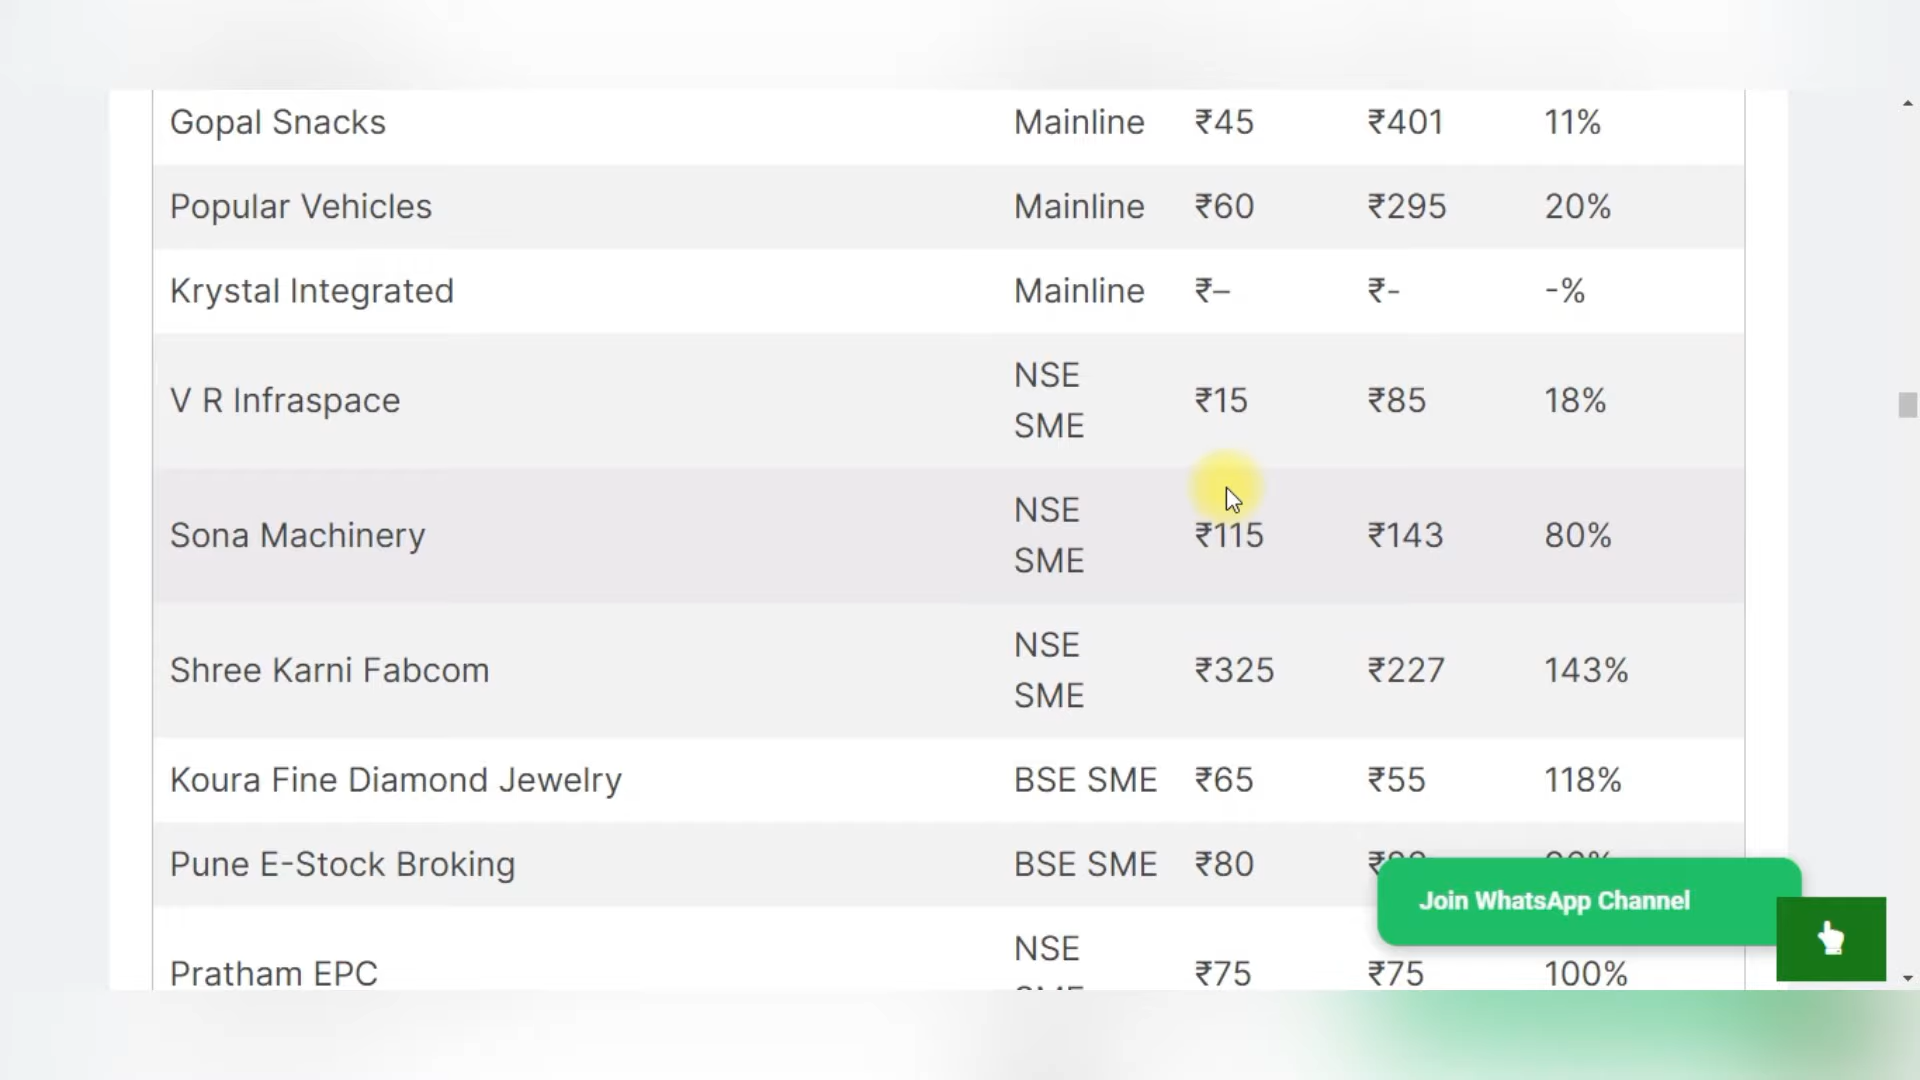 Gopal Snacks Mainline ₹45 ₹401 11%
Popular Vehicles Mainline ₹60 ₹295 20%
Krystal Integrated Mainline ₹– ₹- -%
V R Infraspace NSE SME ₹15 ₹85 18%
Sona Machinery NSE SME ₹115 ₹143 80%
Shree Karni Fabcom NSE SME ₹325 ₹227 143%
Koura Fine Diamond Jewelry BSE SME ₹65 ₹55 118%
Pune E-Stock Broking BSE SME ₹80
Join WhatsApp Channel
Pratham EPC NSE ₹75 ₹75 100%